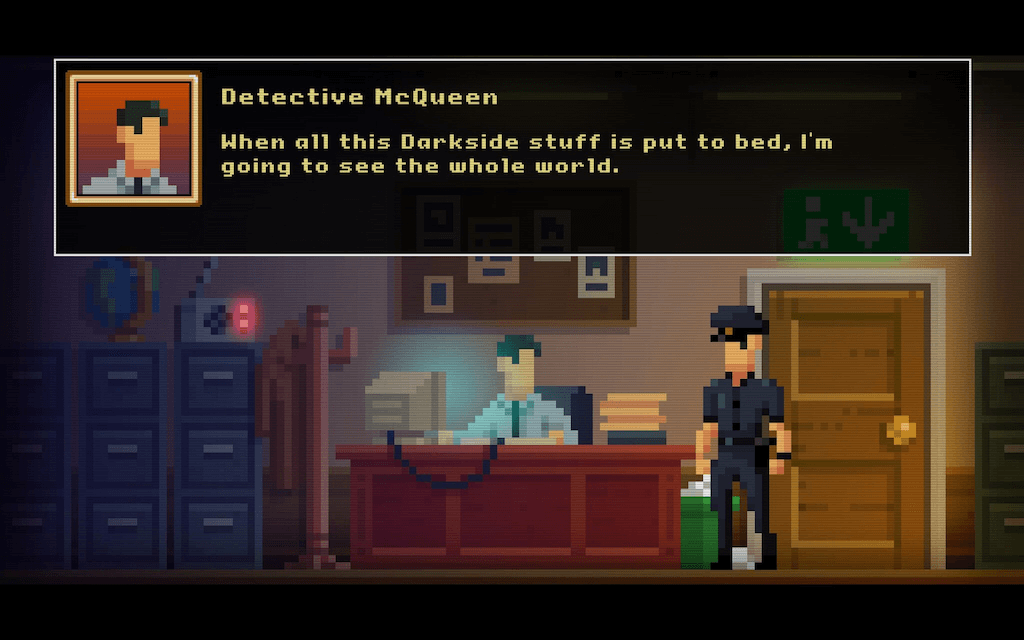 Detective McQueen
When all this Darkside stuff is put to bed, I'm
going to see the whole world.